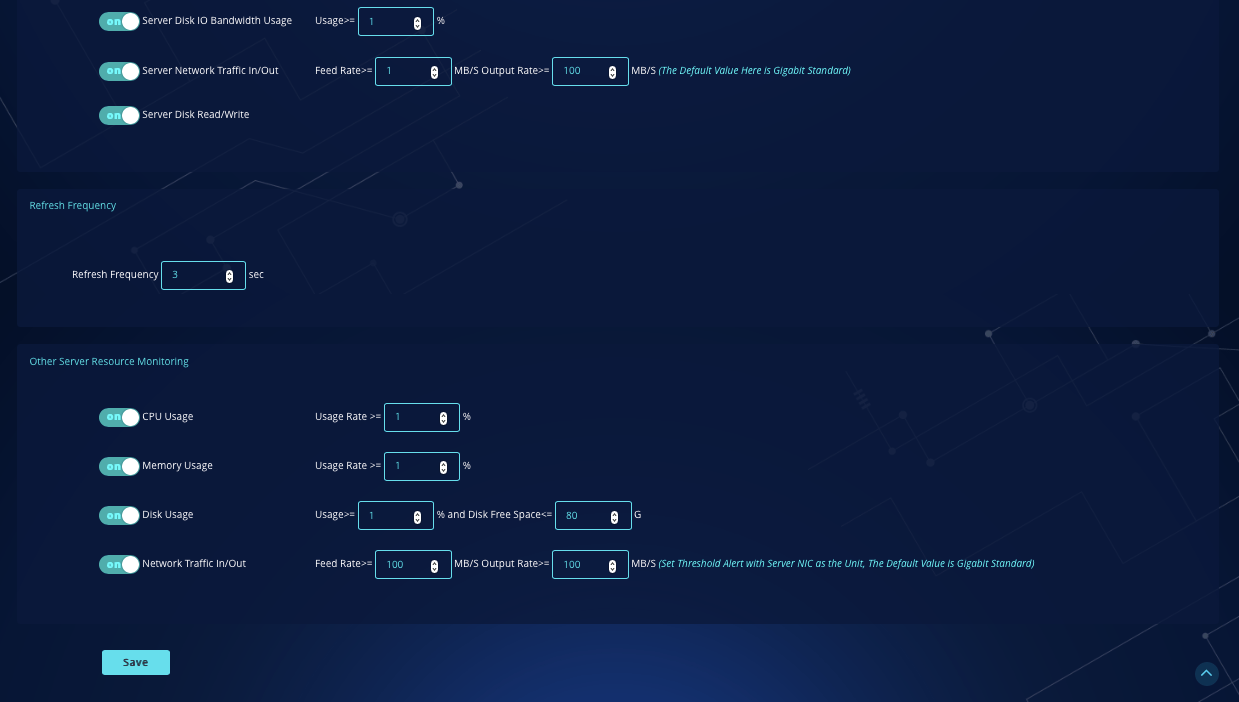 on Server Disk IO Bandwidth Usage Usage>= 1 %
on Server Network Traffic In/Out Feed Rate>= 1 MB/S Output Rate>= 100 MB/S (The Default Value Here is Gigabit Standard)
on Server Disk Read/Write
Refresh Frequency
Refresh Frequency 3 sec
Other Server Resource Monitoring
on CPU Usage Usage Rate >= 1 %
on Memory Usage Usage Rate >= 1 %
on Disk Usage Usage>= 1 % and Disk Free Space<= 80 G
on Network Traffic In/Out Feed Rate>= 100 MB/S Output Rate>= 100 MB/S (Set Threshold Alert with Server NIC as the Unit, The Default Value is Gigabit Standard)
Save